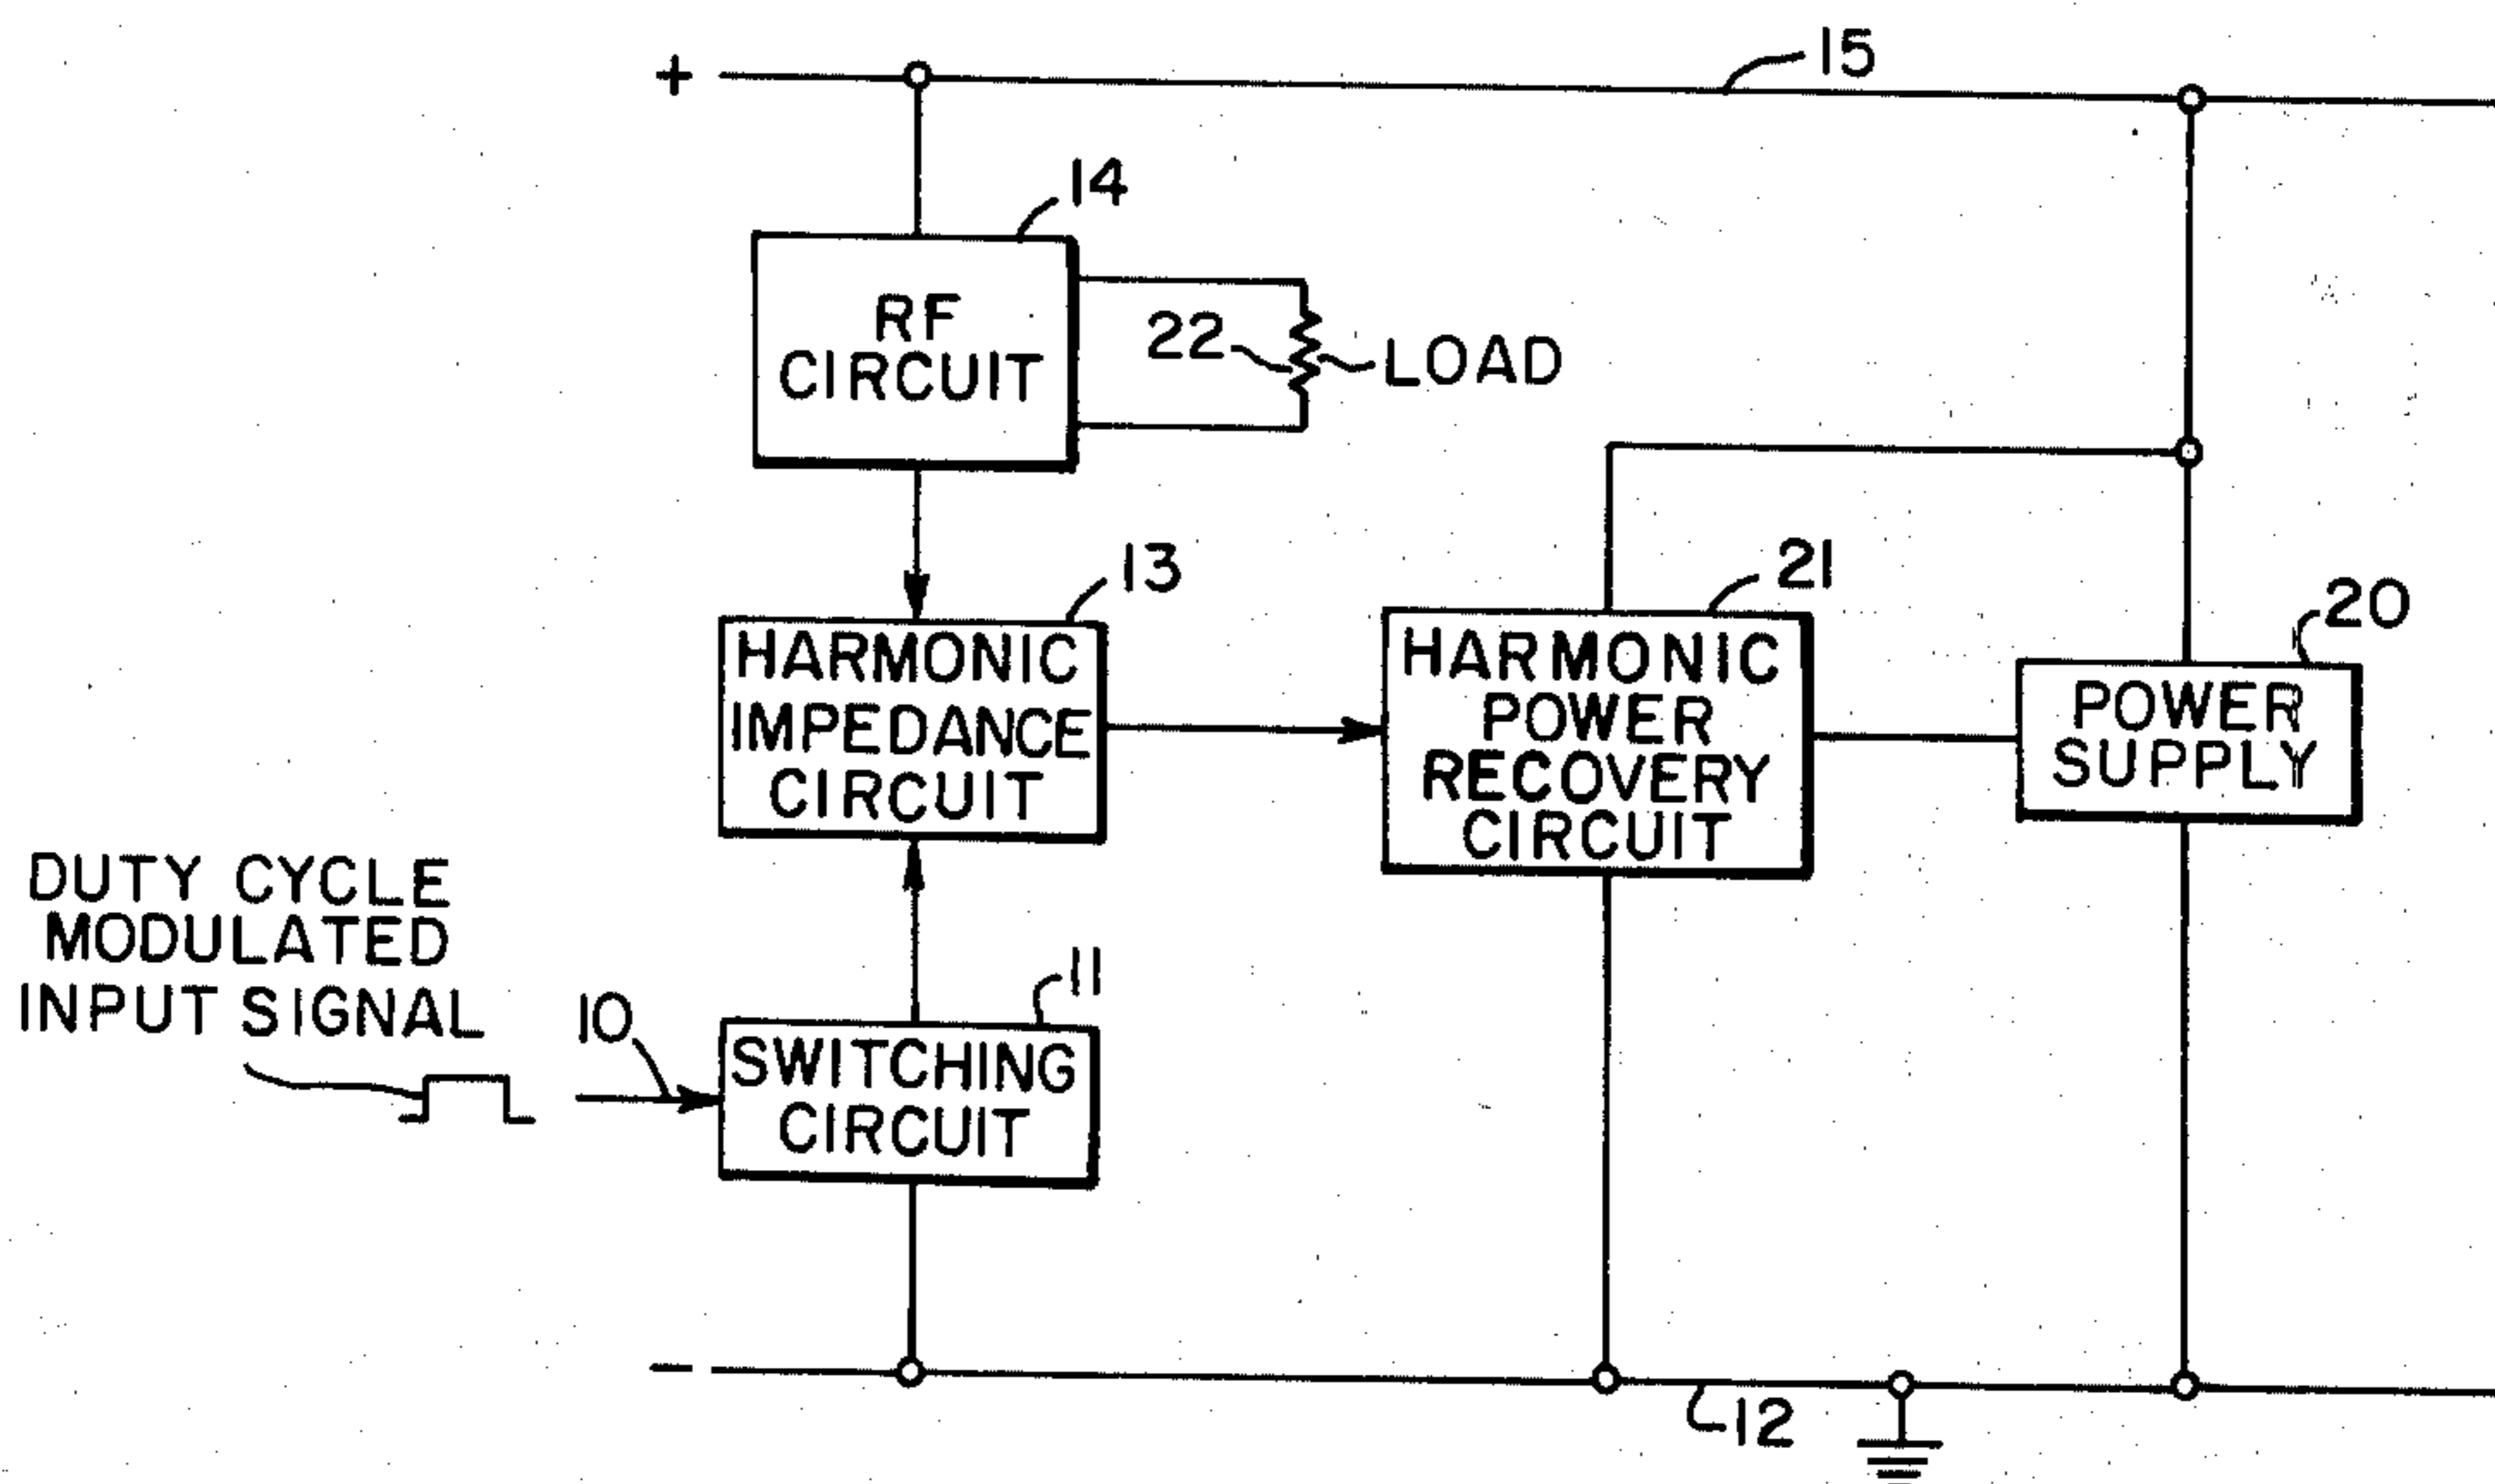 +
15
14
RF
CIRCUIT
22
LOAD
13
HARMONIC
IMPEDANCE
CIRCUIT
21
HARMONIC
POWER
RECOVERY
CIRCUIT
20
POWER
SUPPLY
DUTY CYCLE
MODULATED
INPUT SIGNAL
10
11
SWITCHING
CIRCUIT
−
12